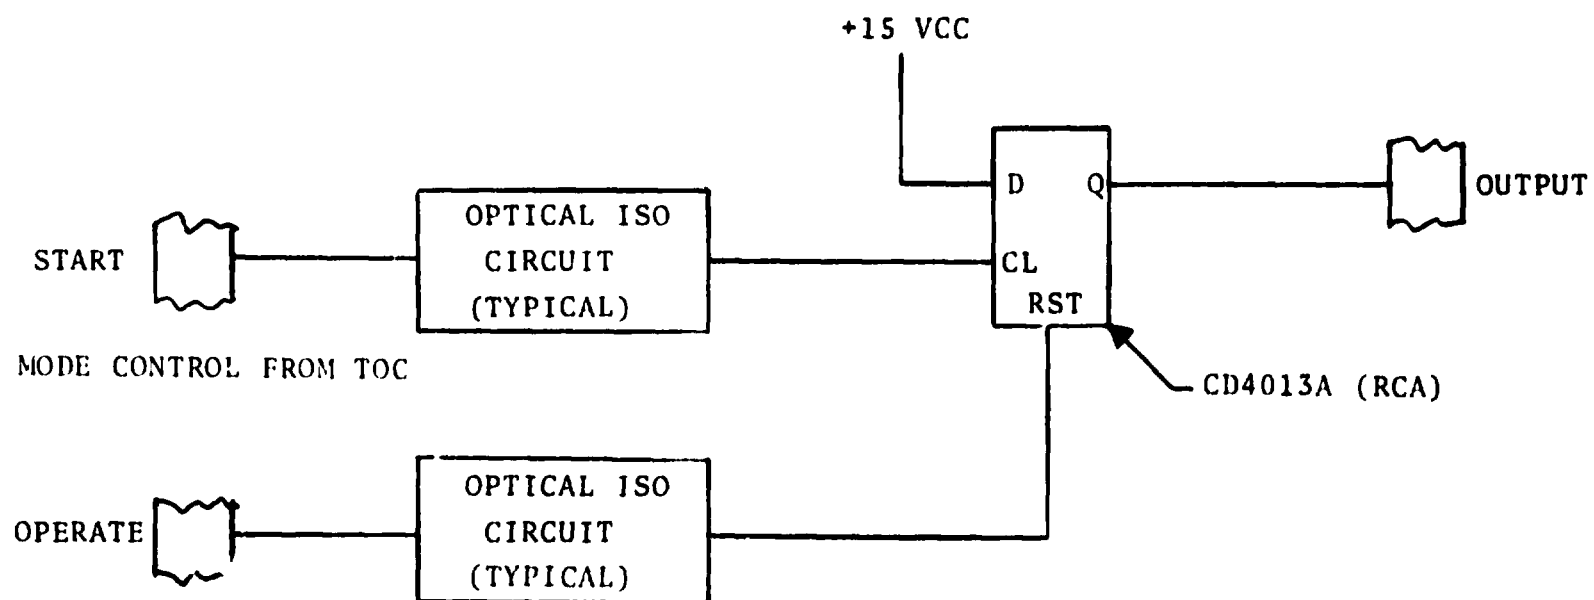 +15 VCC
D Q
OPTICAL ISO
CIRCUIT
(TYPICAL)
START
CL
RST
OUTPUT
MODE CONTROL FROM TOC
CD4013A (RCA)
OPTICAL ISO
CIRCUIT
(TYPICAL)
OPERATE